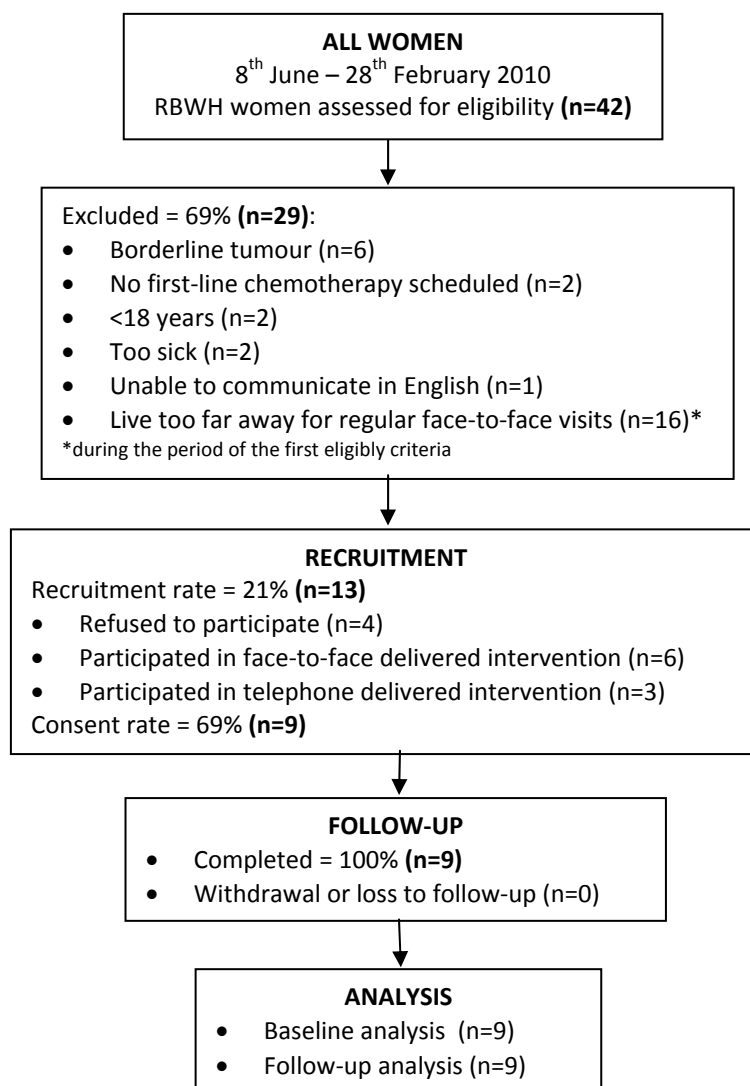 ALL WOMEN
8th June – 28th February 2010
RBWH women assessed for eligibility (n=42)
Excluded = 69% (n=29):
• Borderline tumour (n=6)
• No first-line chemotherapy scheduled (n=2)
• <18 years (n=2)
• Too sick (n=2)
• Unable to communicate in English (n=1)
• Live too far away for regular face-to-face visits (n=16)*
*during the period of the first eligibly criteria
RECRUITMENT
Recruitment rate = 21% (n=13)
• Refused to participate (n=4)
• Participated in face-to-face delivered intervention (n=6)
• Participated in telephone delivered intervention (n=3)
Consent rate = 69% (n=9)
FOLLOW-UP
• Completed = 100% (n=9)
• Withdrawal or loss to follow-up (n=0)
ANALYSIS
• Baseline analysis (n=9)
• Follow-up analysis (n=9)